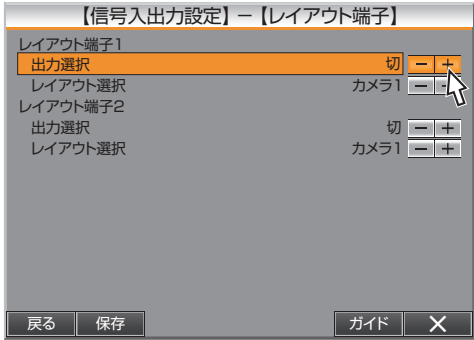 【信号入出力設定】－【レイアウト端子】
レイアウト端子1
出力選択 切 － ＋
レイアウト選択 カメラ1 － ＋
レイアウト端子2
出力選択 切 － ＋
レイアウト選択 カメラ1 － ＋
戻る 保存 ガイド ×